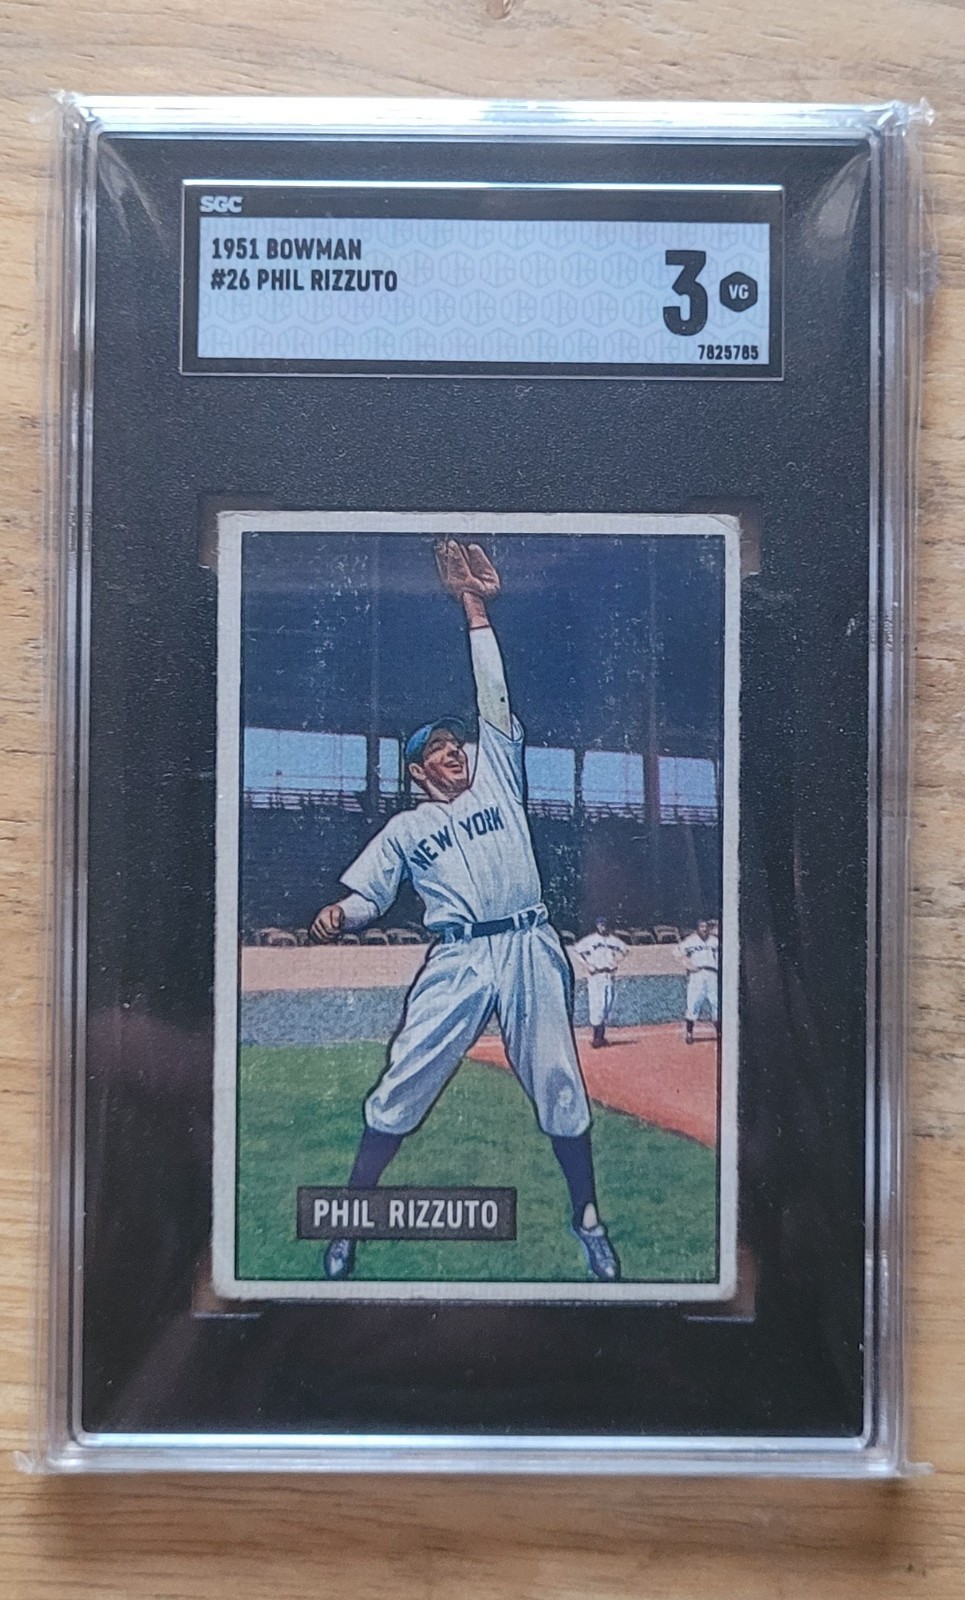 SGC
1951 BOWMAN
#26 PHIL RIZZUTO
3 VG
7825785
NEW YORK
PHIL RIZZUTO